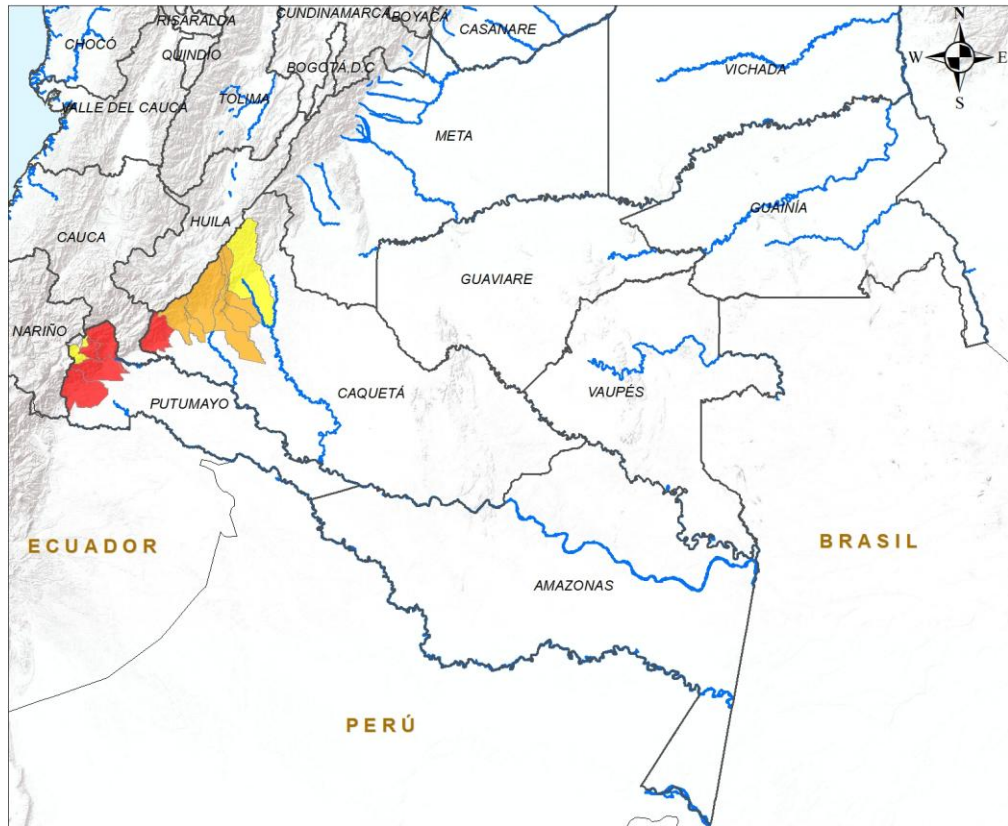 CUNDINAMARCA
BOYACÁ
RISARALDA
CASANARE
N
CHOCÓ
QUINDÍO
W
E
BOGOTÁ D.C
VICHADA
TOLIMA
S
VALLE DEL CAUCA
META
GUAINÍA
HUILA
CAUCA
GUAVIARE
NARIÑO
CAQUETÁ
VAUPÉS
PUTUMAYO
ECUADOR
BRASIL
AMAZONAS
PERÚ